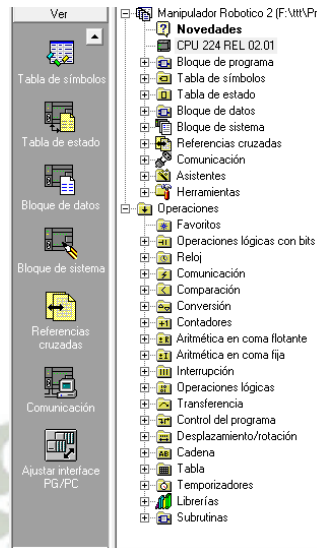 Ver
Tabla de símbolos
Tabla de estado
Bloque de datos
Bloque de sistema
Referencias
cruzadas
Comunicación
Ajustar interface
PG/PC
Manipulador Robotico 2 (F:\ttt\Pr
Novedades
CPU 224 REL 02.01
Bloque de programa
Tabla de símbolos
Tabla de estado
Bloque de datos
Bloque de sistema
Referencias cruzadas
Comunicación
Asistentes
Herramientas
Operaciones
Favoritos
Operaciones lógicas con bits
Reloj
Comunicación
Comparación
Conversión
Contadores
Aritmética en coma flotante
Aritmética en coma fija
Interrupción
Operaciones lógicas
Transferencia
Control del programa
Desplazamiento/rotación
Cadena
Tabla
Temporizadores
Librerías
Subrutinas